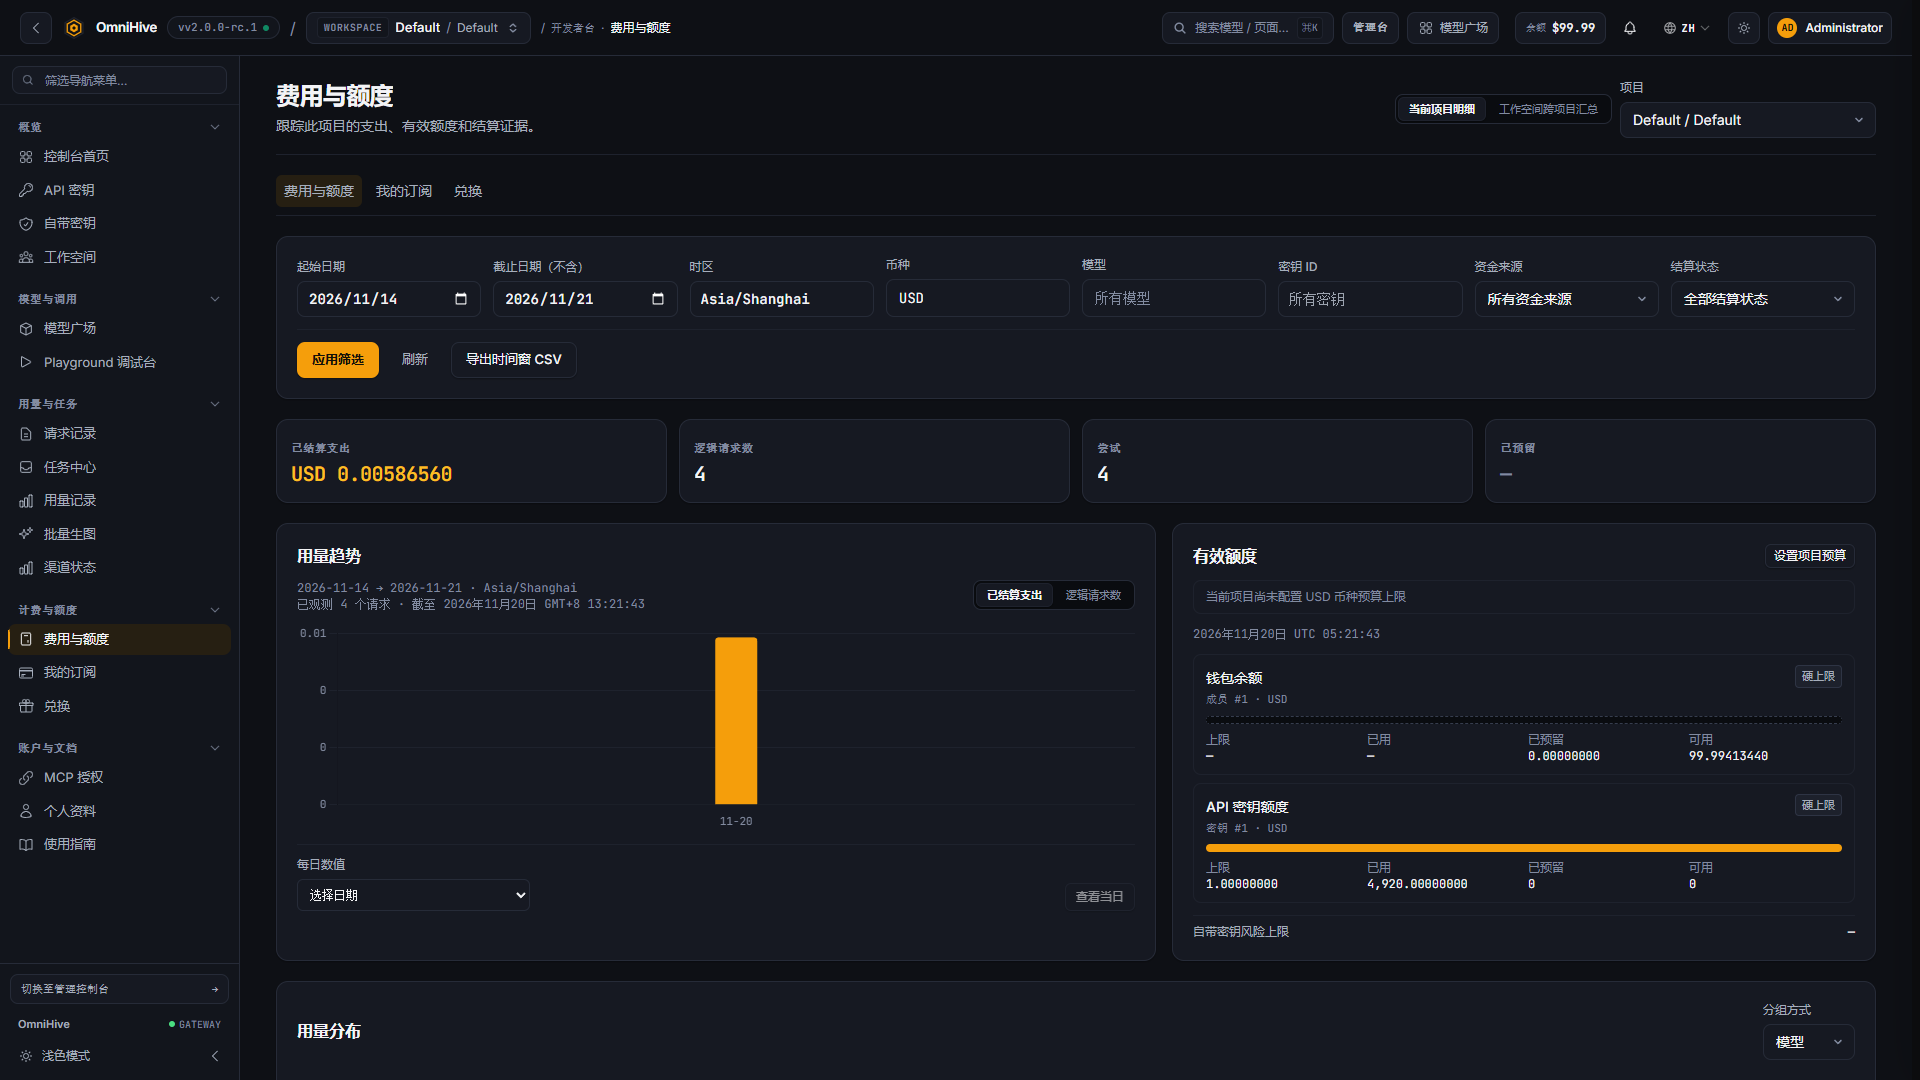 OmniHive
vv2.0.0-rc.1
/
WORKSPACE Default / Default
/ 开发者台 · 费用与额度
搜索模型 / 页面... ⌘K
管理台
模型广场
余额 $99.99
ZH
AD Administrator
筛选导航菜单...
概览
控制台首页
API 密钥
自带密钥
工作空间
模型与调用
模型广场
Playground 调试台
用量与任务
请求记录
任务中心
用量记录
批量生图
渠道状态
计费与额度
费用与额度
我的订阅
兑换
账户与文档
MCP 授权
个人资料
使用指南
切换至管理控制台 →
OmniHive GATEWAY
浅色模式
费用与额度
跟踪此项目的支出、有效额度和结算证据。
当前项目明细 工作空间跨项目汇总
项目
Default / Default
费用与额度 我的订阅 兑换
起始日期 截止日期（不含） 时区 币种 模型 密钥 ID 资金来源 结算状态
2026/11/14 2026/11/21 Asia/Shanghai USD 所有模型 所有密钥 所有资金来源 全部结算状态
应用筛选 刷新 导出时间窗 CSV
已结算支出
USD 0.00586560
逻辑请求数
4
尝试
4
已预留
—
用量趋势
2026-11-14 → 2026-11-21 · Asia/Shanghai
已观测 4 个请求 · 截至 2026年11月20日 GMT+8 13:21:43
已结算支出 逻辑请求数
0.01
0
0
0
11-20
每日数值
选择日期
查看当日
有效额度
设置项目预算
当前项目尚未配置 USD 币种预算上限
2026年11月20日 UTC 05:21:43
钱包余额 硬上限
成员 #1 · USD
上限 已用 已预留 可用
— — 0.00000000 99.99413440
API 密钥额度 硬上限
密钥 #1 · USD
上限 已用 已预留 可用
1.00000000 4,920.00000000 0 0
自带密钥风险上限 —
用量分布
分组方式
模型